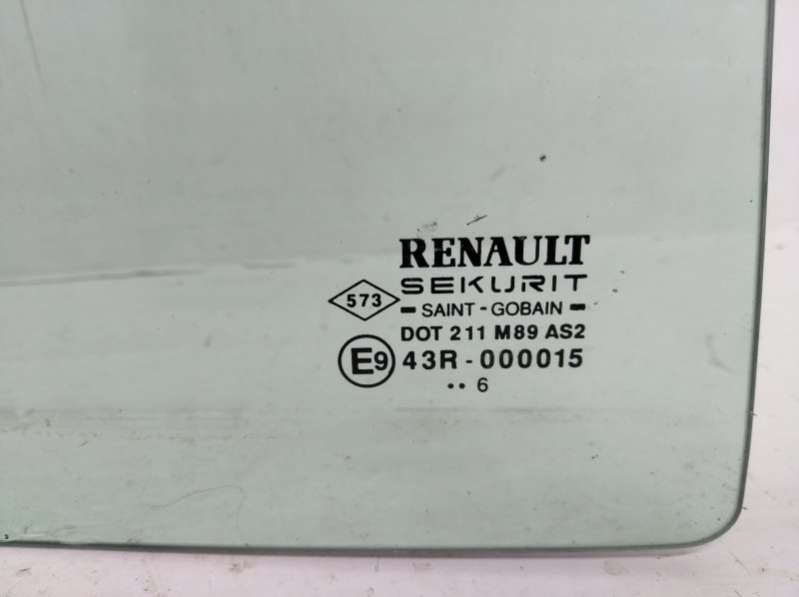 RENAULT
SEKURIT
573
SAINT - GOBAIN
DOT 211 M89 AS2
E9 43R - 000015
•• 6